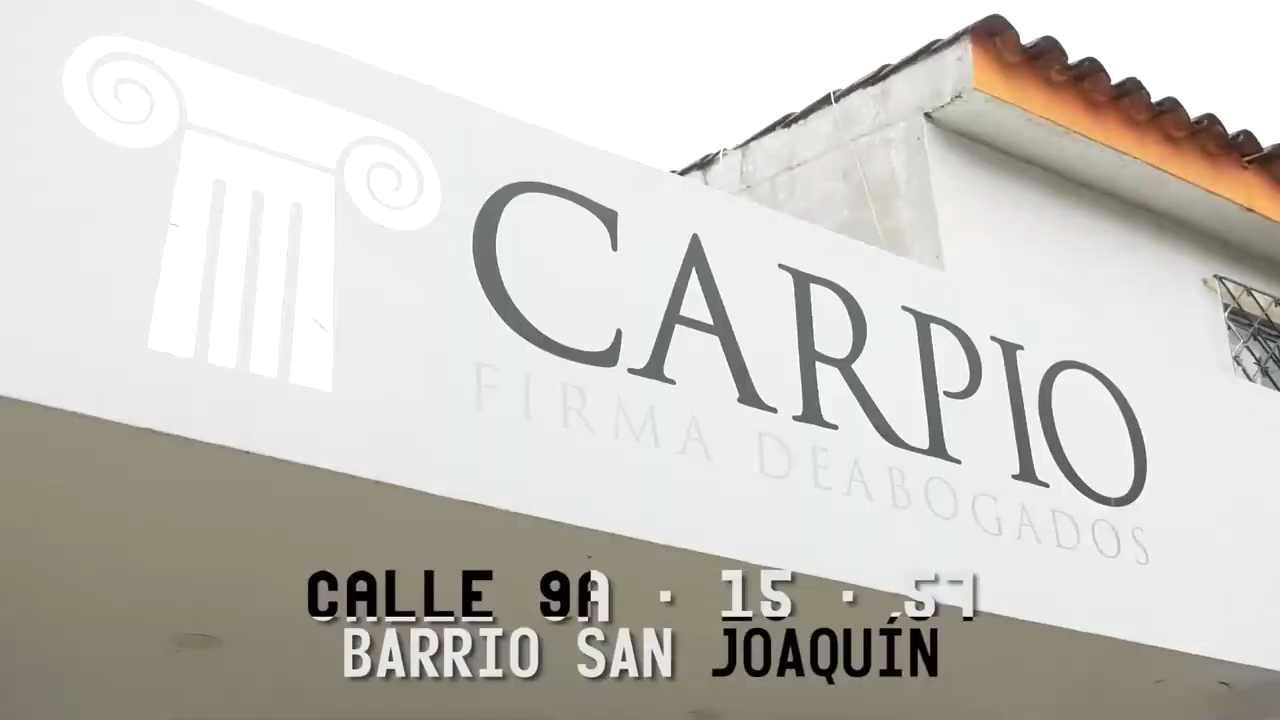 CARPIO
FIRMA DEABOGADOS
CALLE 9A · 15 · 57
BARRIO SAN JOAQUÍN